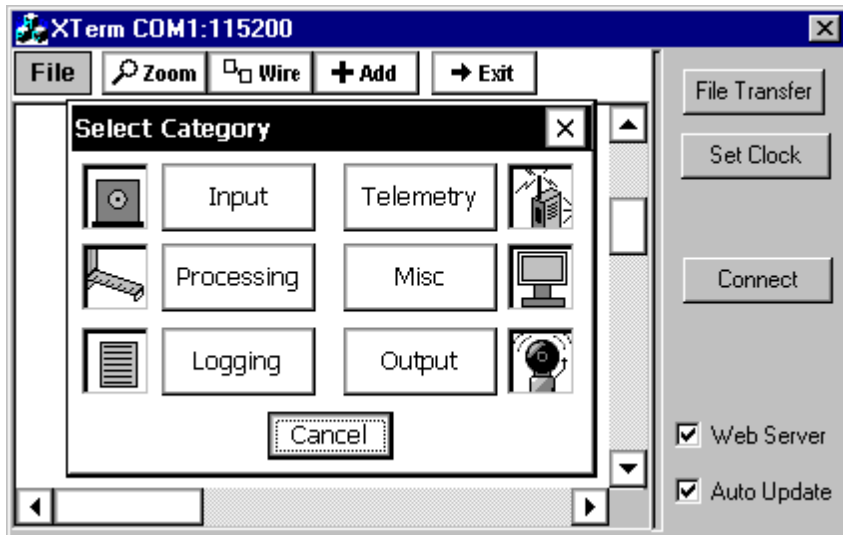 XTerm COM1:115200
File Zoom Wire Add Exit
File Transfer
Select Category
Set Clock
Input Telemetry
Processing Misc
Connect
Logging Output
Cancel
Web Server
Auto Update